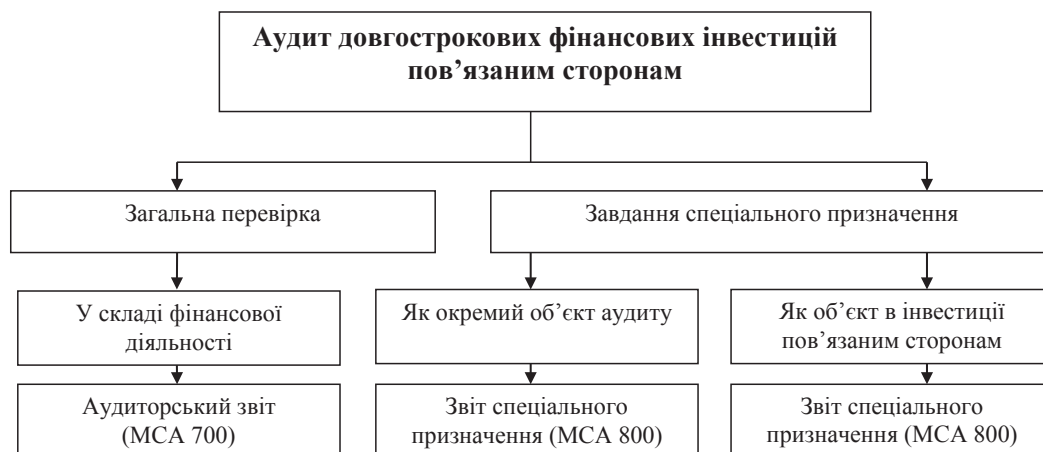 Аудит довгострокових фінансових інвестицій
пов’язаним сторонам
Загальна перевірка
Завдання спеціального призначення
У складі фінансової
діяльності
Як окремий об’єкт аудиту
Як об’єкт в інвестиції
пов’язаним сторонам
Аудиторський звіт
(МСА 700)
Звіт спеціального
призначення (МСА 800)
Звіт спеціального
призначення (МСА 800)